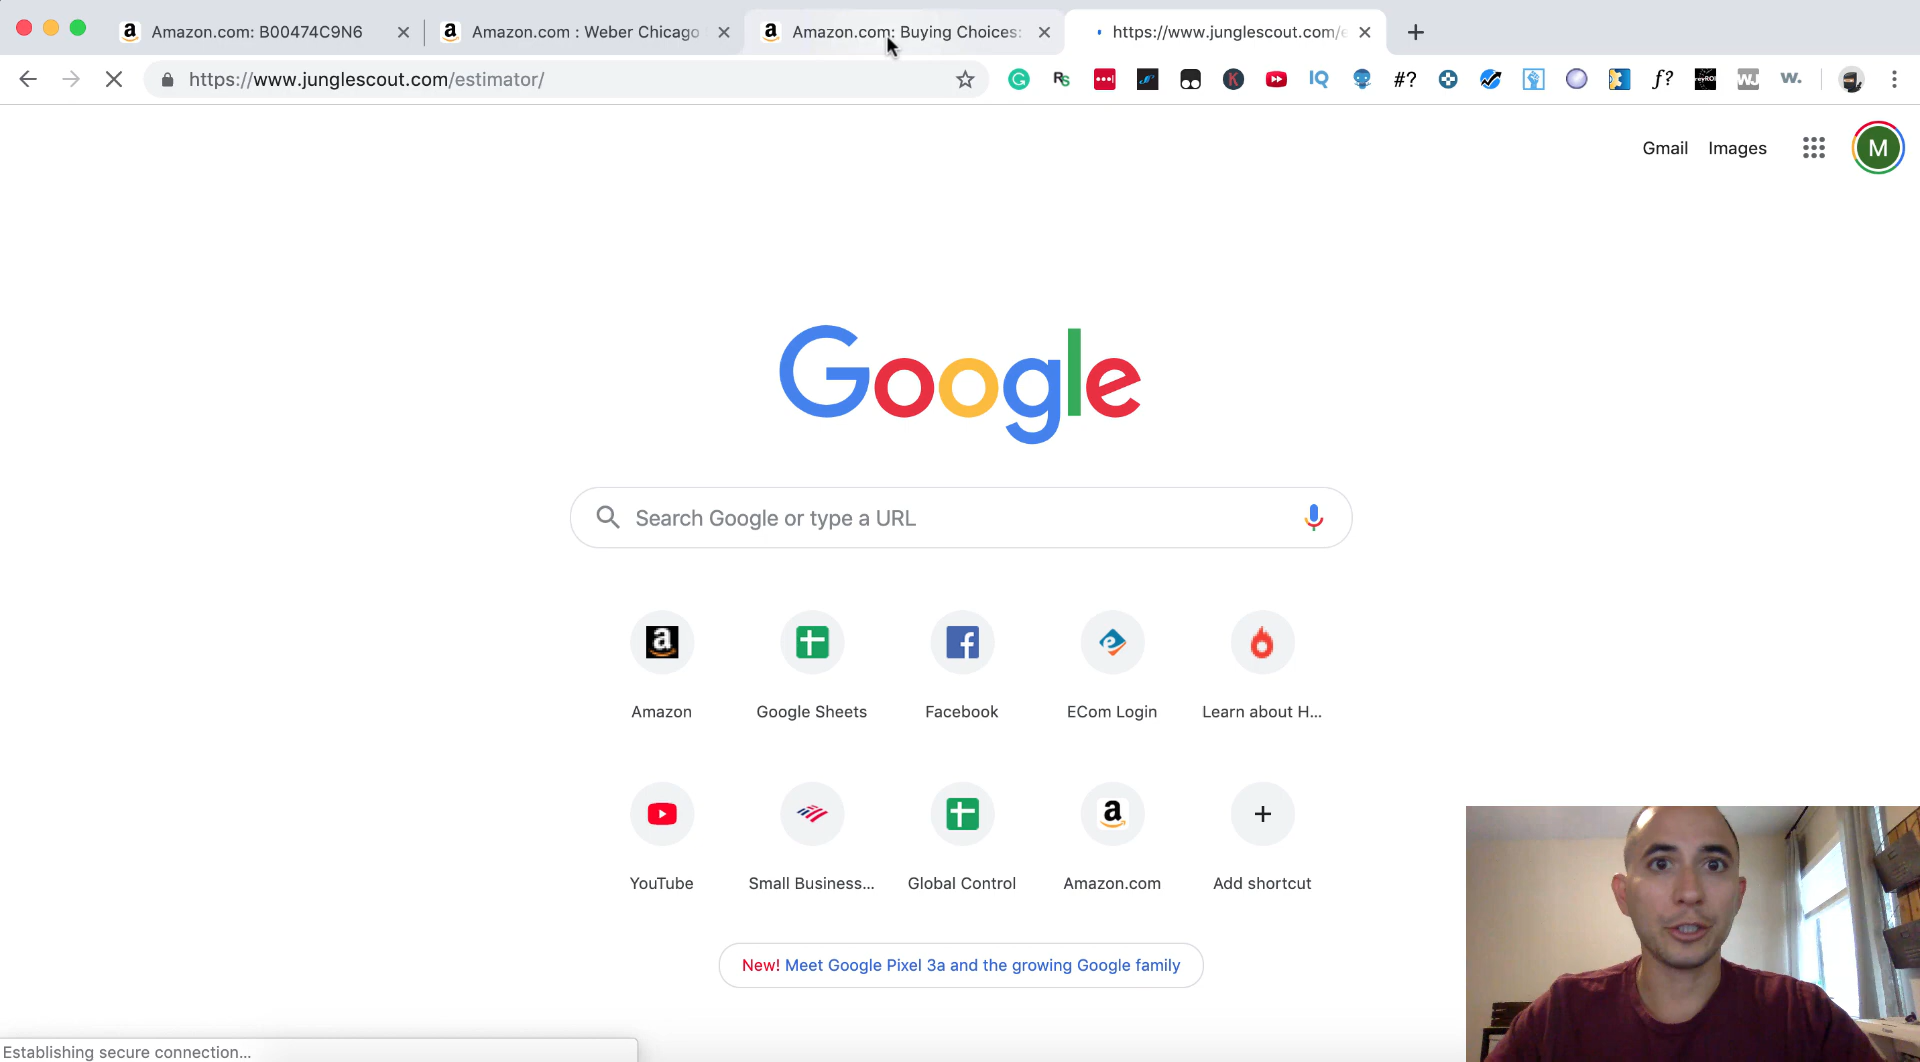 Amazon.com: B00474C9N6
Amazon.com : Weber Chicago
Amazon.com: Buying Choices:
https://www.junglescout.com/e
https://www.junglescout.com/estimator/
IQ
#?
f?
WJ
w.
Gmail
Images
M
Google
Search Google or type a URL
Amazon
Google Sheets
Facebook
ECom Login
Learn about H...
YouTube
Small Business...
Global Control
Amazon.com
Add shortcut
New! Meet Google Pixel 3a and the growing Google family
Establishing secure connection...